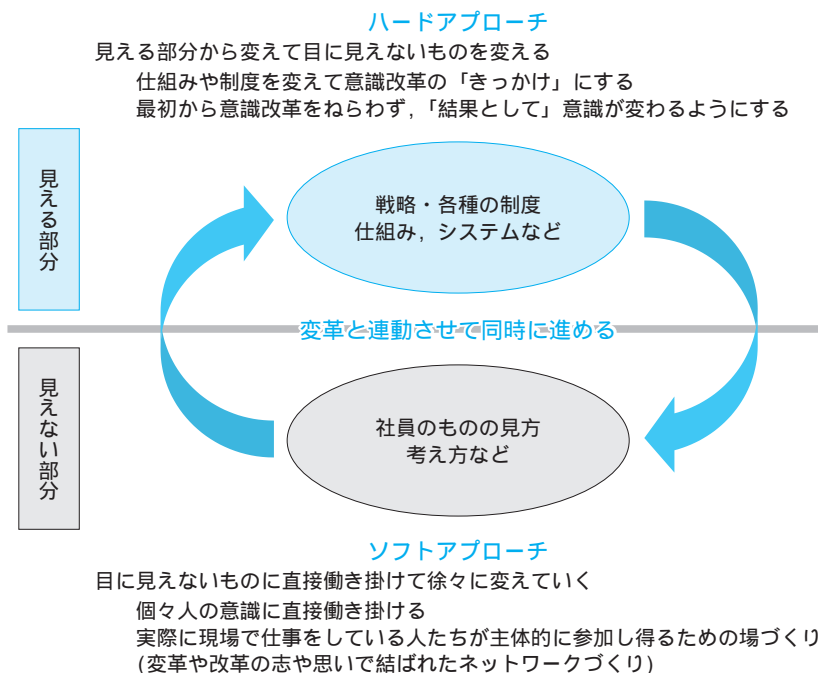 ハードアプローチ
見える部分から変えて目に見えないものを変える
仕組みや制度を変えて意識改革の「きっかけ」にする
最初から意識改革をねらわず,「結果として」意識が変わるようにする
見える部分
戦略・各種の制度
仕組み,システムなど
変革と連動させて同時に進める
見えない部分
社員のものの見方
考え方など
ソフトアプローチ
目に見えないものに直接働き掛けて徐々に変えていく
個々人の意識に直接働き掛ける
実際に現場で仕事をしている人たちが主体的に参加し得るための場づくり
(変革や改革の志や思いで結ばれたネットワークづくり)